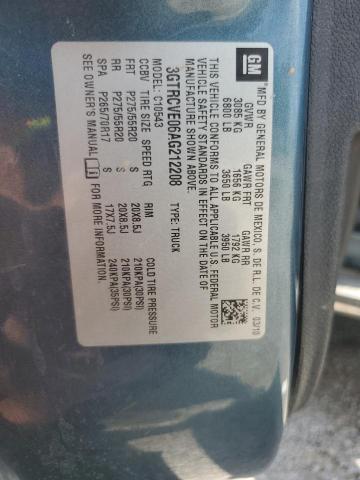 GM
MFD BY GENERAL MOTORS DE MEXICO, S. DE R.L. DE C.V. 03/10
GVWR GAWR FRT GAWR RR
3085 KG 1656 KG 1792 KG
6800 LB 3650 LB 3950 LB
THIS VEHICLE CONFORMS TO ALL APPLICABLE U.S. FEDERAL MOTOR
VEHICLE SAFETY STANDARDS IN EFFECT ON THE DATE OF
MANUFACTURE SHOWN ABOVE.
3GTRCVE06AG212208 TYPE: TRUCK
MODEL: C10543
CCBV TIRE SIZE SPEED RTG RIM COLD TIRE PRESSURE
FRT P275/55R20 S 20X8.5J 210KPA(30PSI)
RR P275/55R20 S 20X8.5J 210KPA(30PSI)
SPA P265/70R17 S 17X7.5J 240KPA(35PSI)
SEE OWNER'S MANUAL FOR MORE INFORMATION.